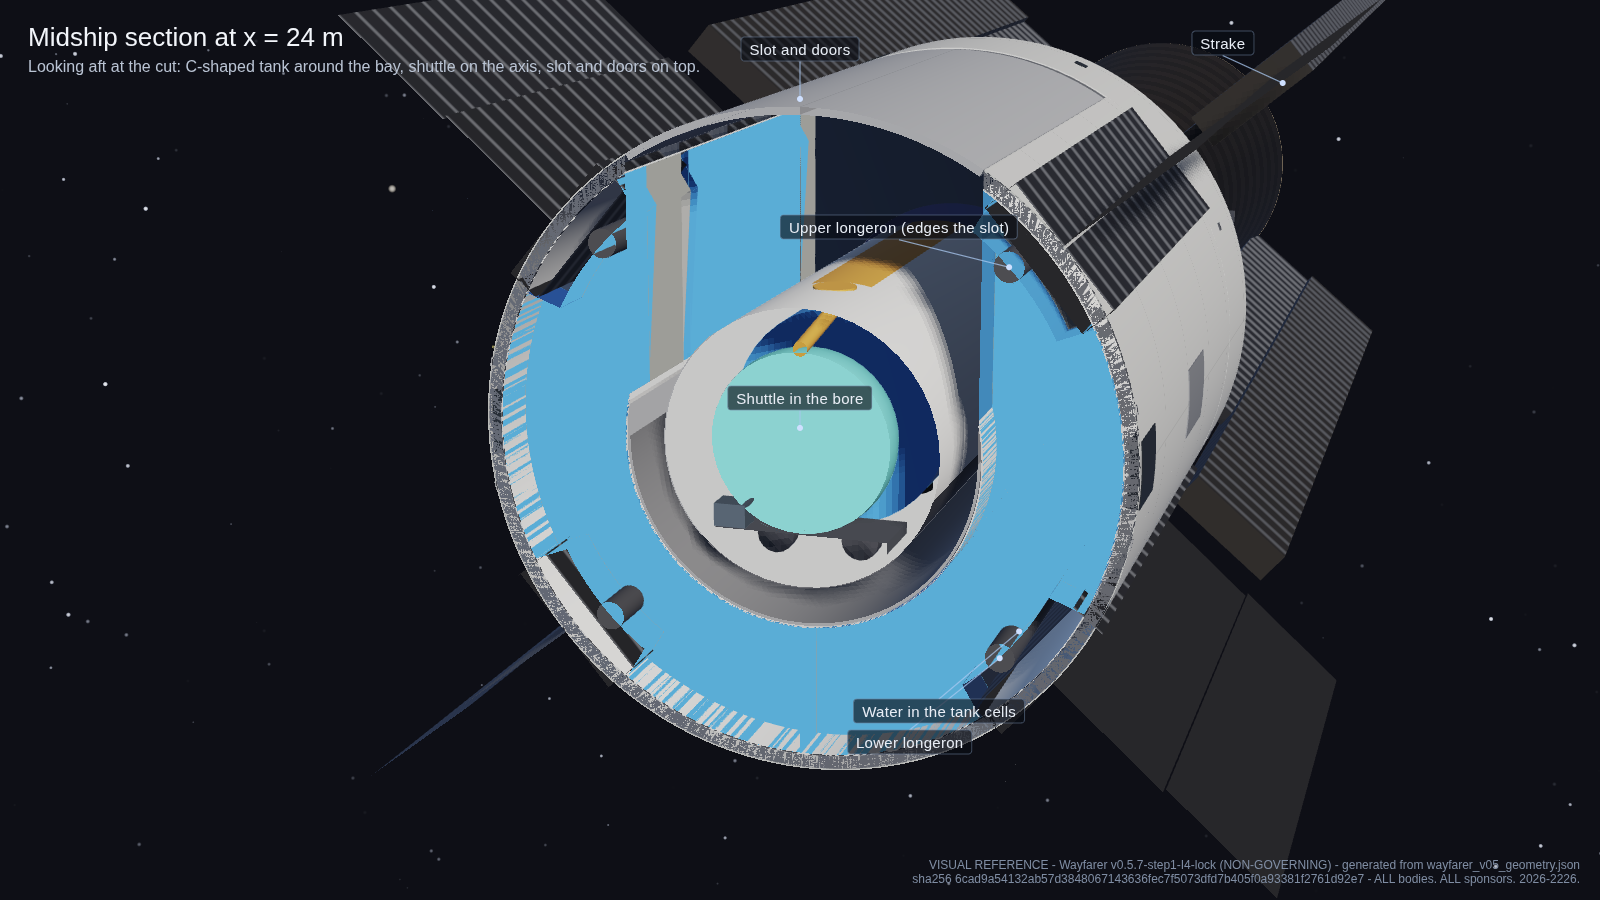 Midship section at x = 24 m
Looking aft at the cut: C-shaped tank around the bay, shuttle on the axis, slot and doors on top.
Slot and doors
Strake
Upper longeron (edges the slot)
Shuttle in the bore
Water in the tank cells
Lower longeron
VISUAL REFERENCE - Wayfarer v0.5.7-step1-I4-lock (NON-GOVERNING) - generated from wayfarer_v05_geometry.json
sha256 6cad9a54132ab57d3848067143636fec7f5073dfd7b405f0a93381f2761d92e7 - ALL bodies. ALL sponsors. 2026-2226.